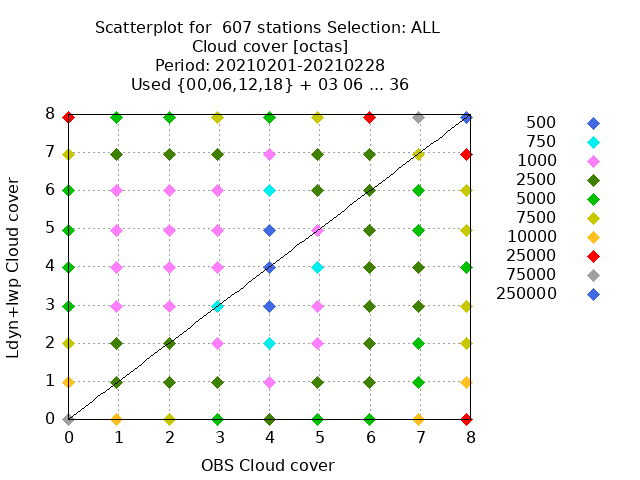 Scatterplot for  607 stations Selection: ALL
Cloud cover [octas]
Period: 20210201-20210228
Used {00,06,12,18} + 03 06 ... 36
8
7
6
5
4
3
2
1
0
Ldyn+lwp Cloud cover
0 1 2 3 4 5 6 7 8
OBS Cloud cover
500
750
1000
2500
5000
7500
10000
25000
75000
250000